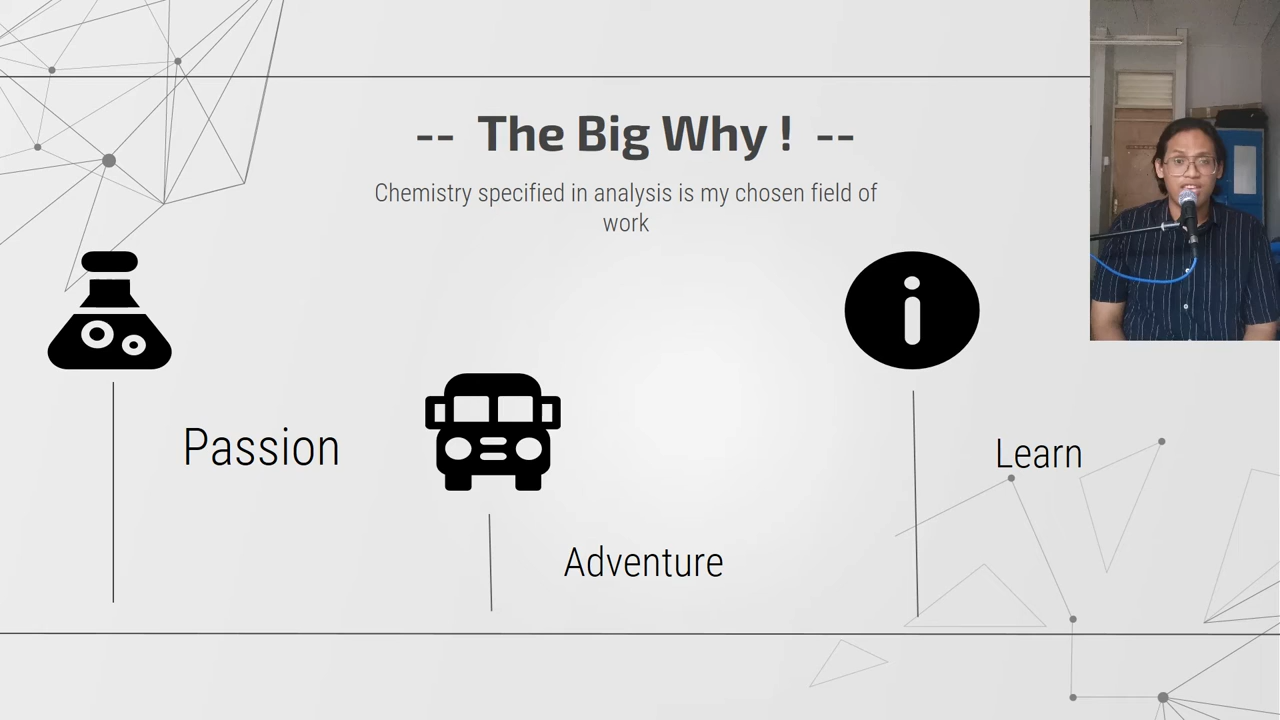 -- The Big Why ! --
Chemistry specified in analysis is my chosen field of
work
Passion
Learn
Adventure